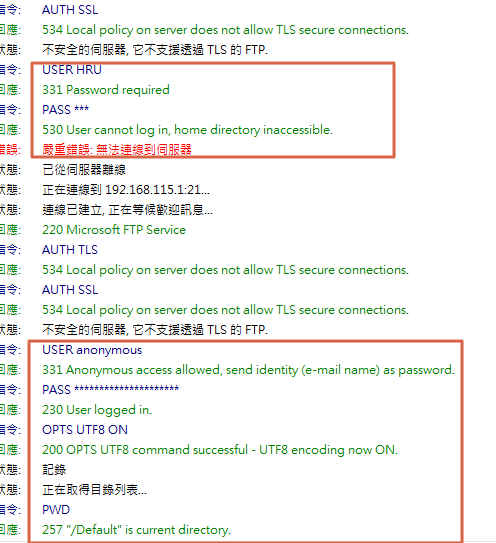 指令: AUTH SSL
回應: 534 Local policy on server does not allow TLS secure connections.
狀態: 不安全的伺服器, 它不支援透過 TLS 的 FTP.
指令: USER HRU
回應: 331 Password required
指令: PASS ***
回應: 530 User cannot log in, home directory inaccessible.
錯誤: 嚴重錯誤: 無法連線到伺服器
狀態: 已從伺服器離線
狀態: 正在連線到 192.168.115.1:21...
狀態: 連線已建立, 正在等候歡迎訊息...
回應: 220 Microsoft FTP Service
指令: AUTH TLS
回應: 534 Local policy on server does not allow TLS secure connections.
指令: AUTH SSL
回應: 534 Local policy on server does not allow TLS secure connections.
狀態: 不安全的伺服器, 它不支援透過 TLS 的 FTP.
指令: USER anonymous
回應: 331 Anonymous access allowed, send identity (e-mail name) as password.
指令: PASS *********************
回應: 230 User logged in.
指令: OPTS UTF8 ON
回應: 200 OPTS UTF8 command successful - UTF8 encoding now ON.
狀態: 記錄
狀態: 正在取得目錄列表...
指令: PWD
回應: 257 "/Default" is current directory.